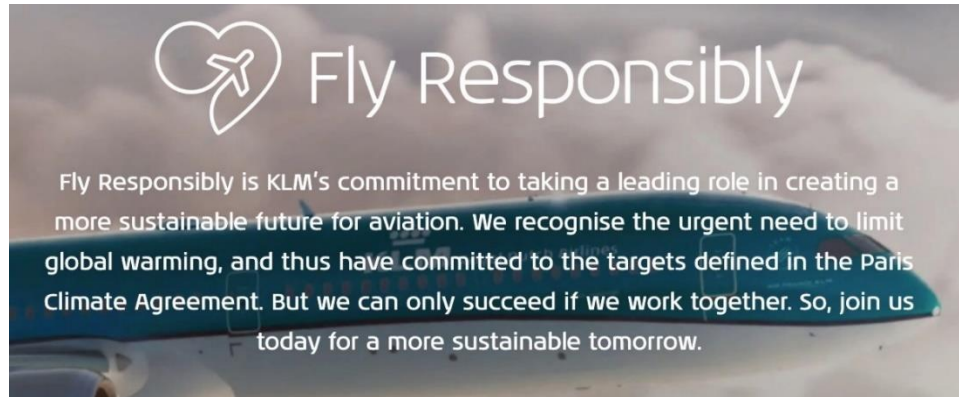 Fly Responsibly
Fly Responsibly is KLM's commitment to taking a leading role in creating a
more sustainable future for aviation. We recognise the urgent need to limit
global warming, and thus have committed to the targets defined in the Paris
Climate Agreement. But we can only succeed if we work together. So, join us
today for a more sustainable tomorrow.
KLM